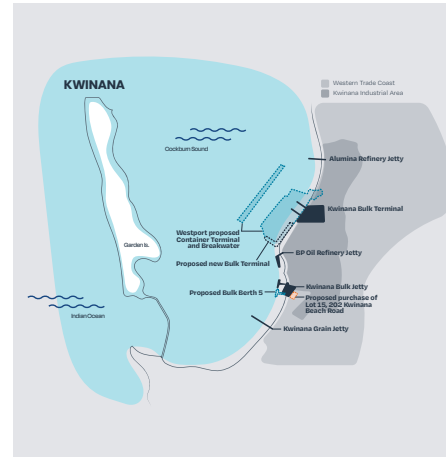 KWINANA
Western Trade Coast
Kwinana Industrial Area
Cockburn Sound
Alumina Refinery Jetty
Kwinana Bulk Terminal
Westport proposed
Container Terminal
and Breakwater
Garden Is.
BP Oil Refinery Jetty
Proposed new Bulk Terminal
Kwinana Bulk Jetty
Proposed Bulk Berth 5
Proposed purchase of
Lot 15, 202 Kwinana
Beach Road
Indian Ocean
Kwinana Grain Jetty